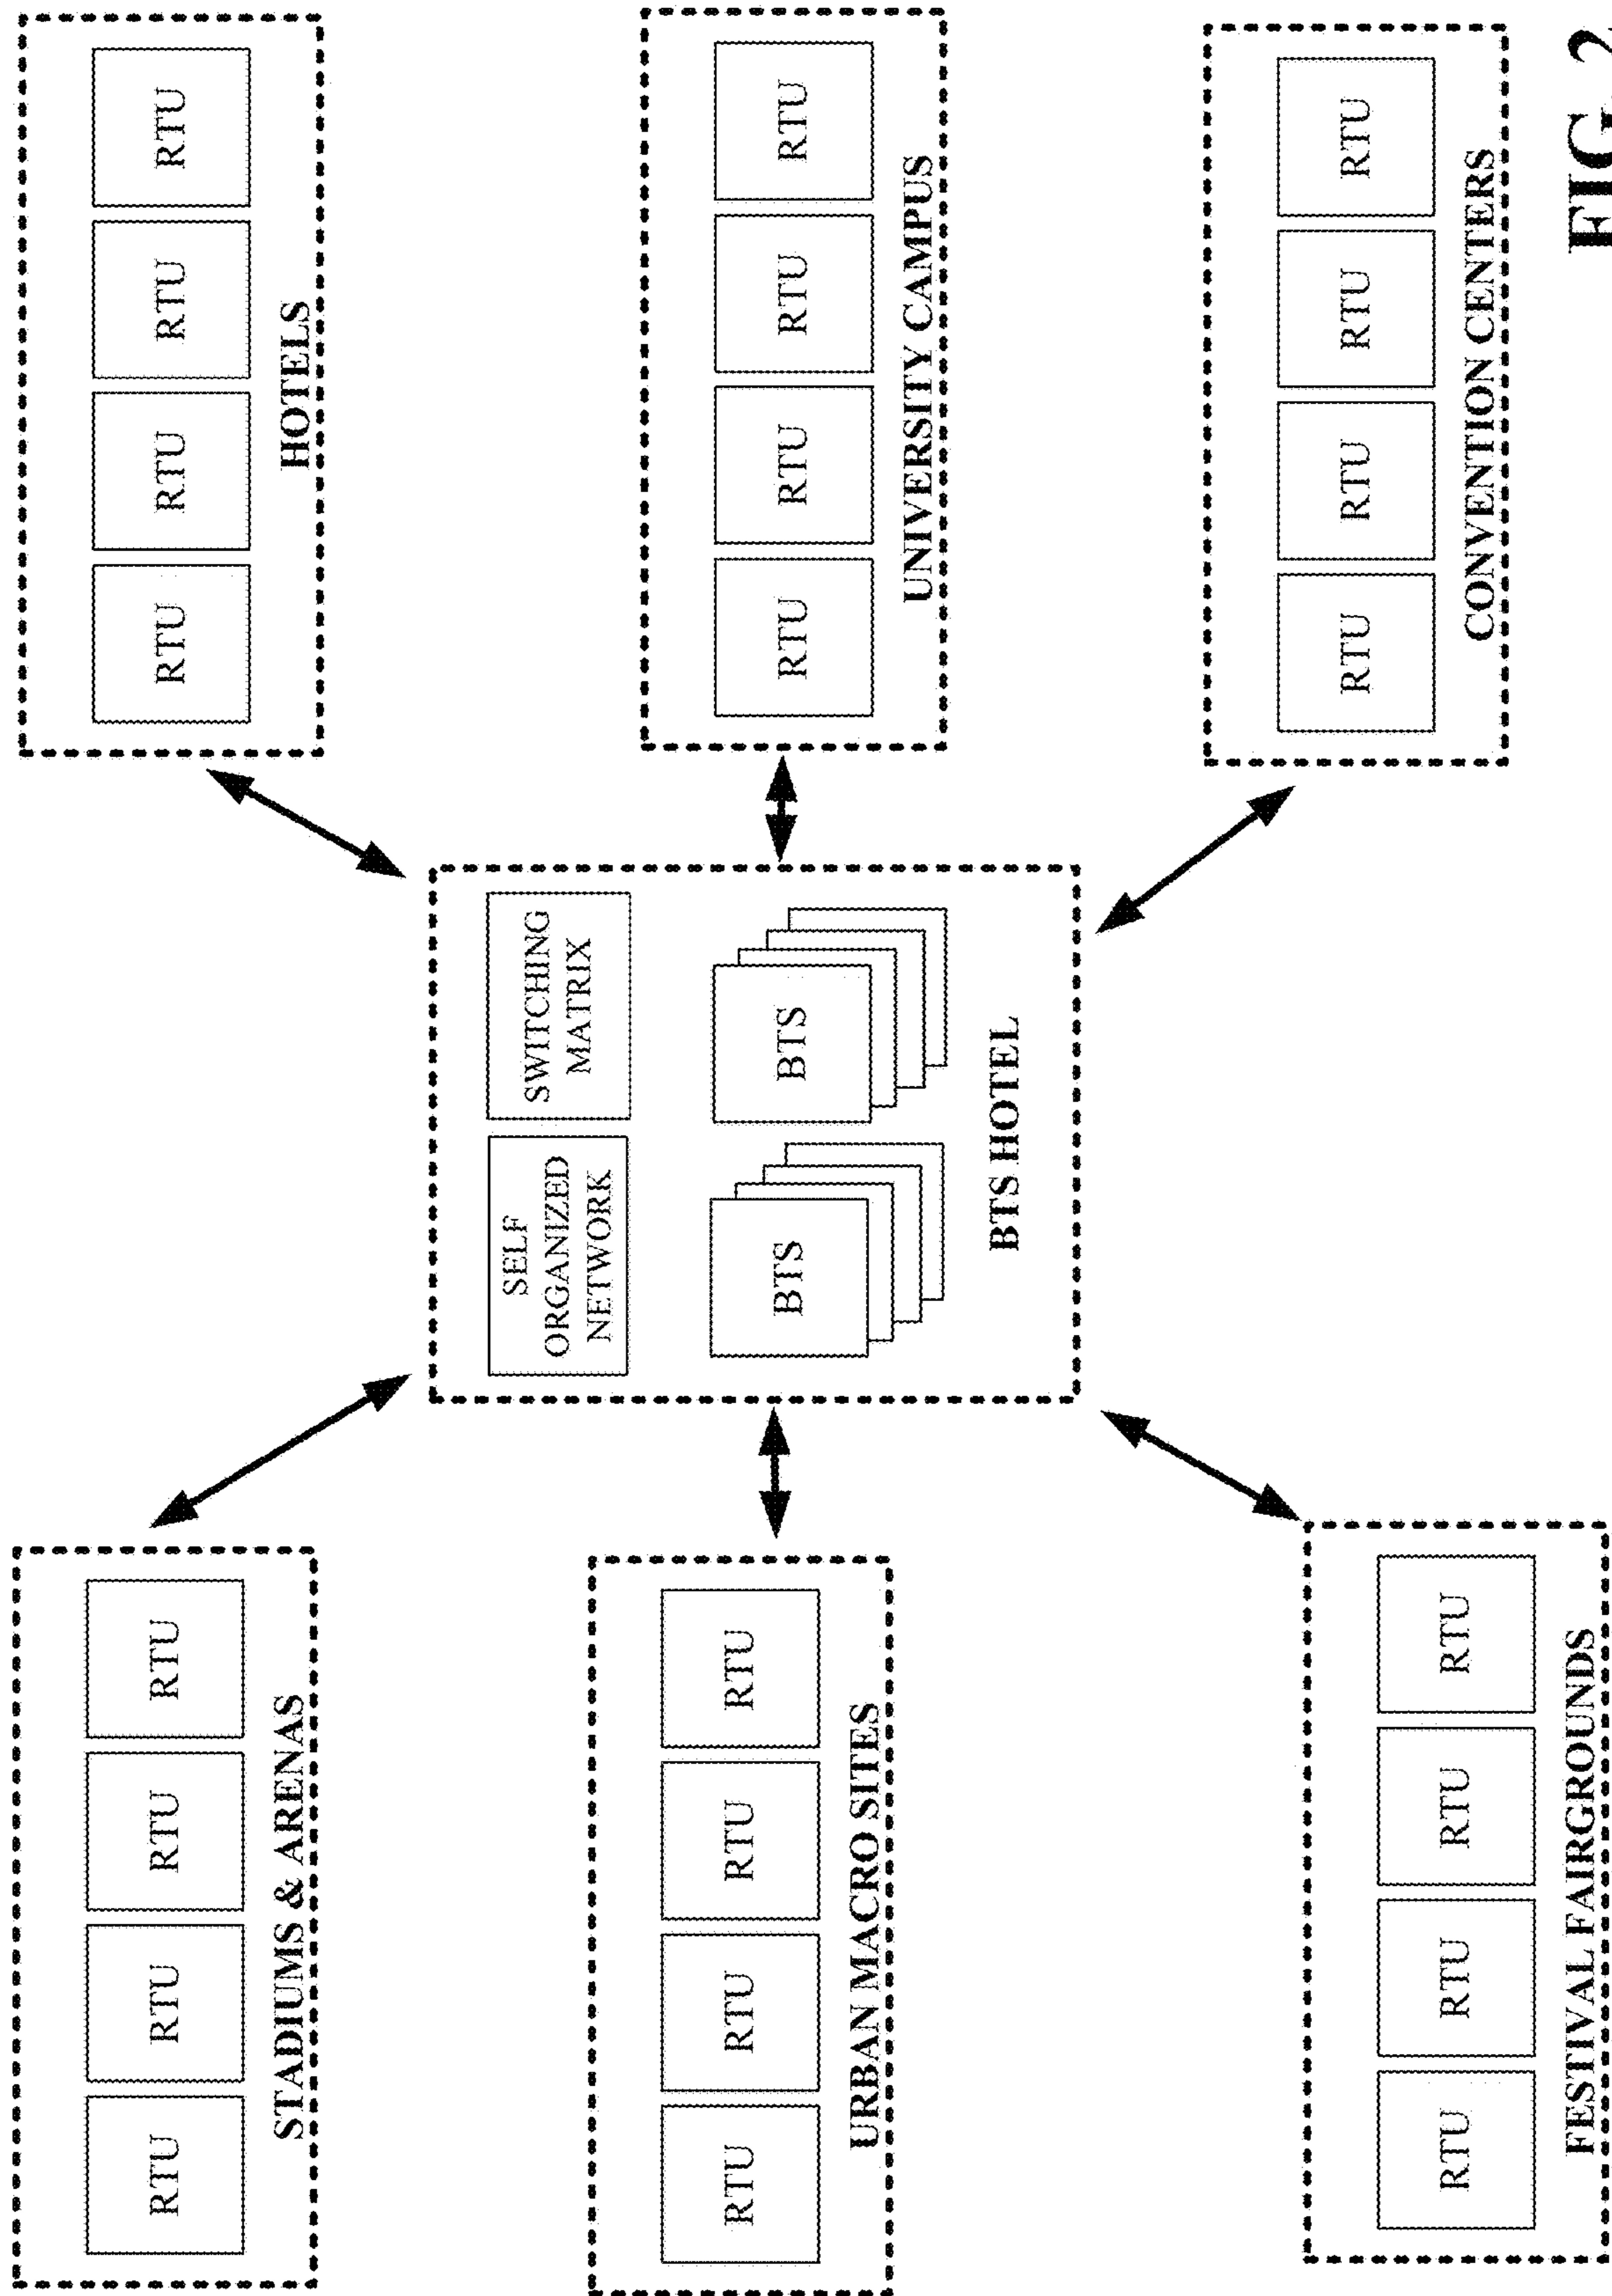 RTU RTU RTU RTU
STADIUMS & ARENAS
RTU RTU RTU RTU
HOTELS
SELF
ORGANIZED
NETWORK
SWITCHING
MATRIX
BTS BTS
BTS HOTEL
RTU RTU RTU RTU
URBAN MACRO SITES
RTU RTU RTU RTU
UNIVERSITY CAMPUS
RTU RTU RTU RTU
FESTIVAL FAIRGROUNDS
RTU RTU RTU RTU
CONVENTION CENTERS
FIG. 2